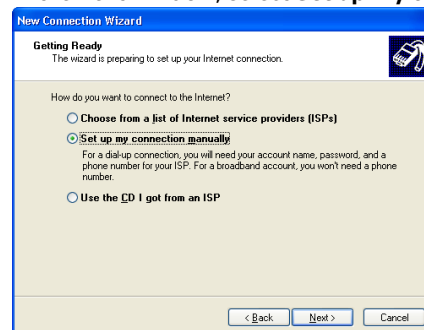 New Connection Wizard
Getting Ready
The wizard is preparing to set up your Internet connection.
How do you want to connect to the Internet?
Choose from a list of Internet service providers (ISPs)
Set up my connection manually
For a dial-up connection, you will need your account name, password, and a
phone number for your ISP. For a broadband account, you won't need a phone
number.
Use the CD I got from an ISP
< Back Next > Cancel